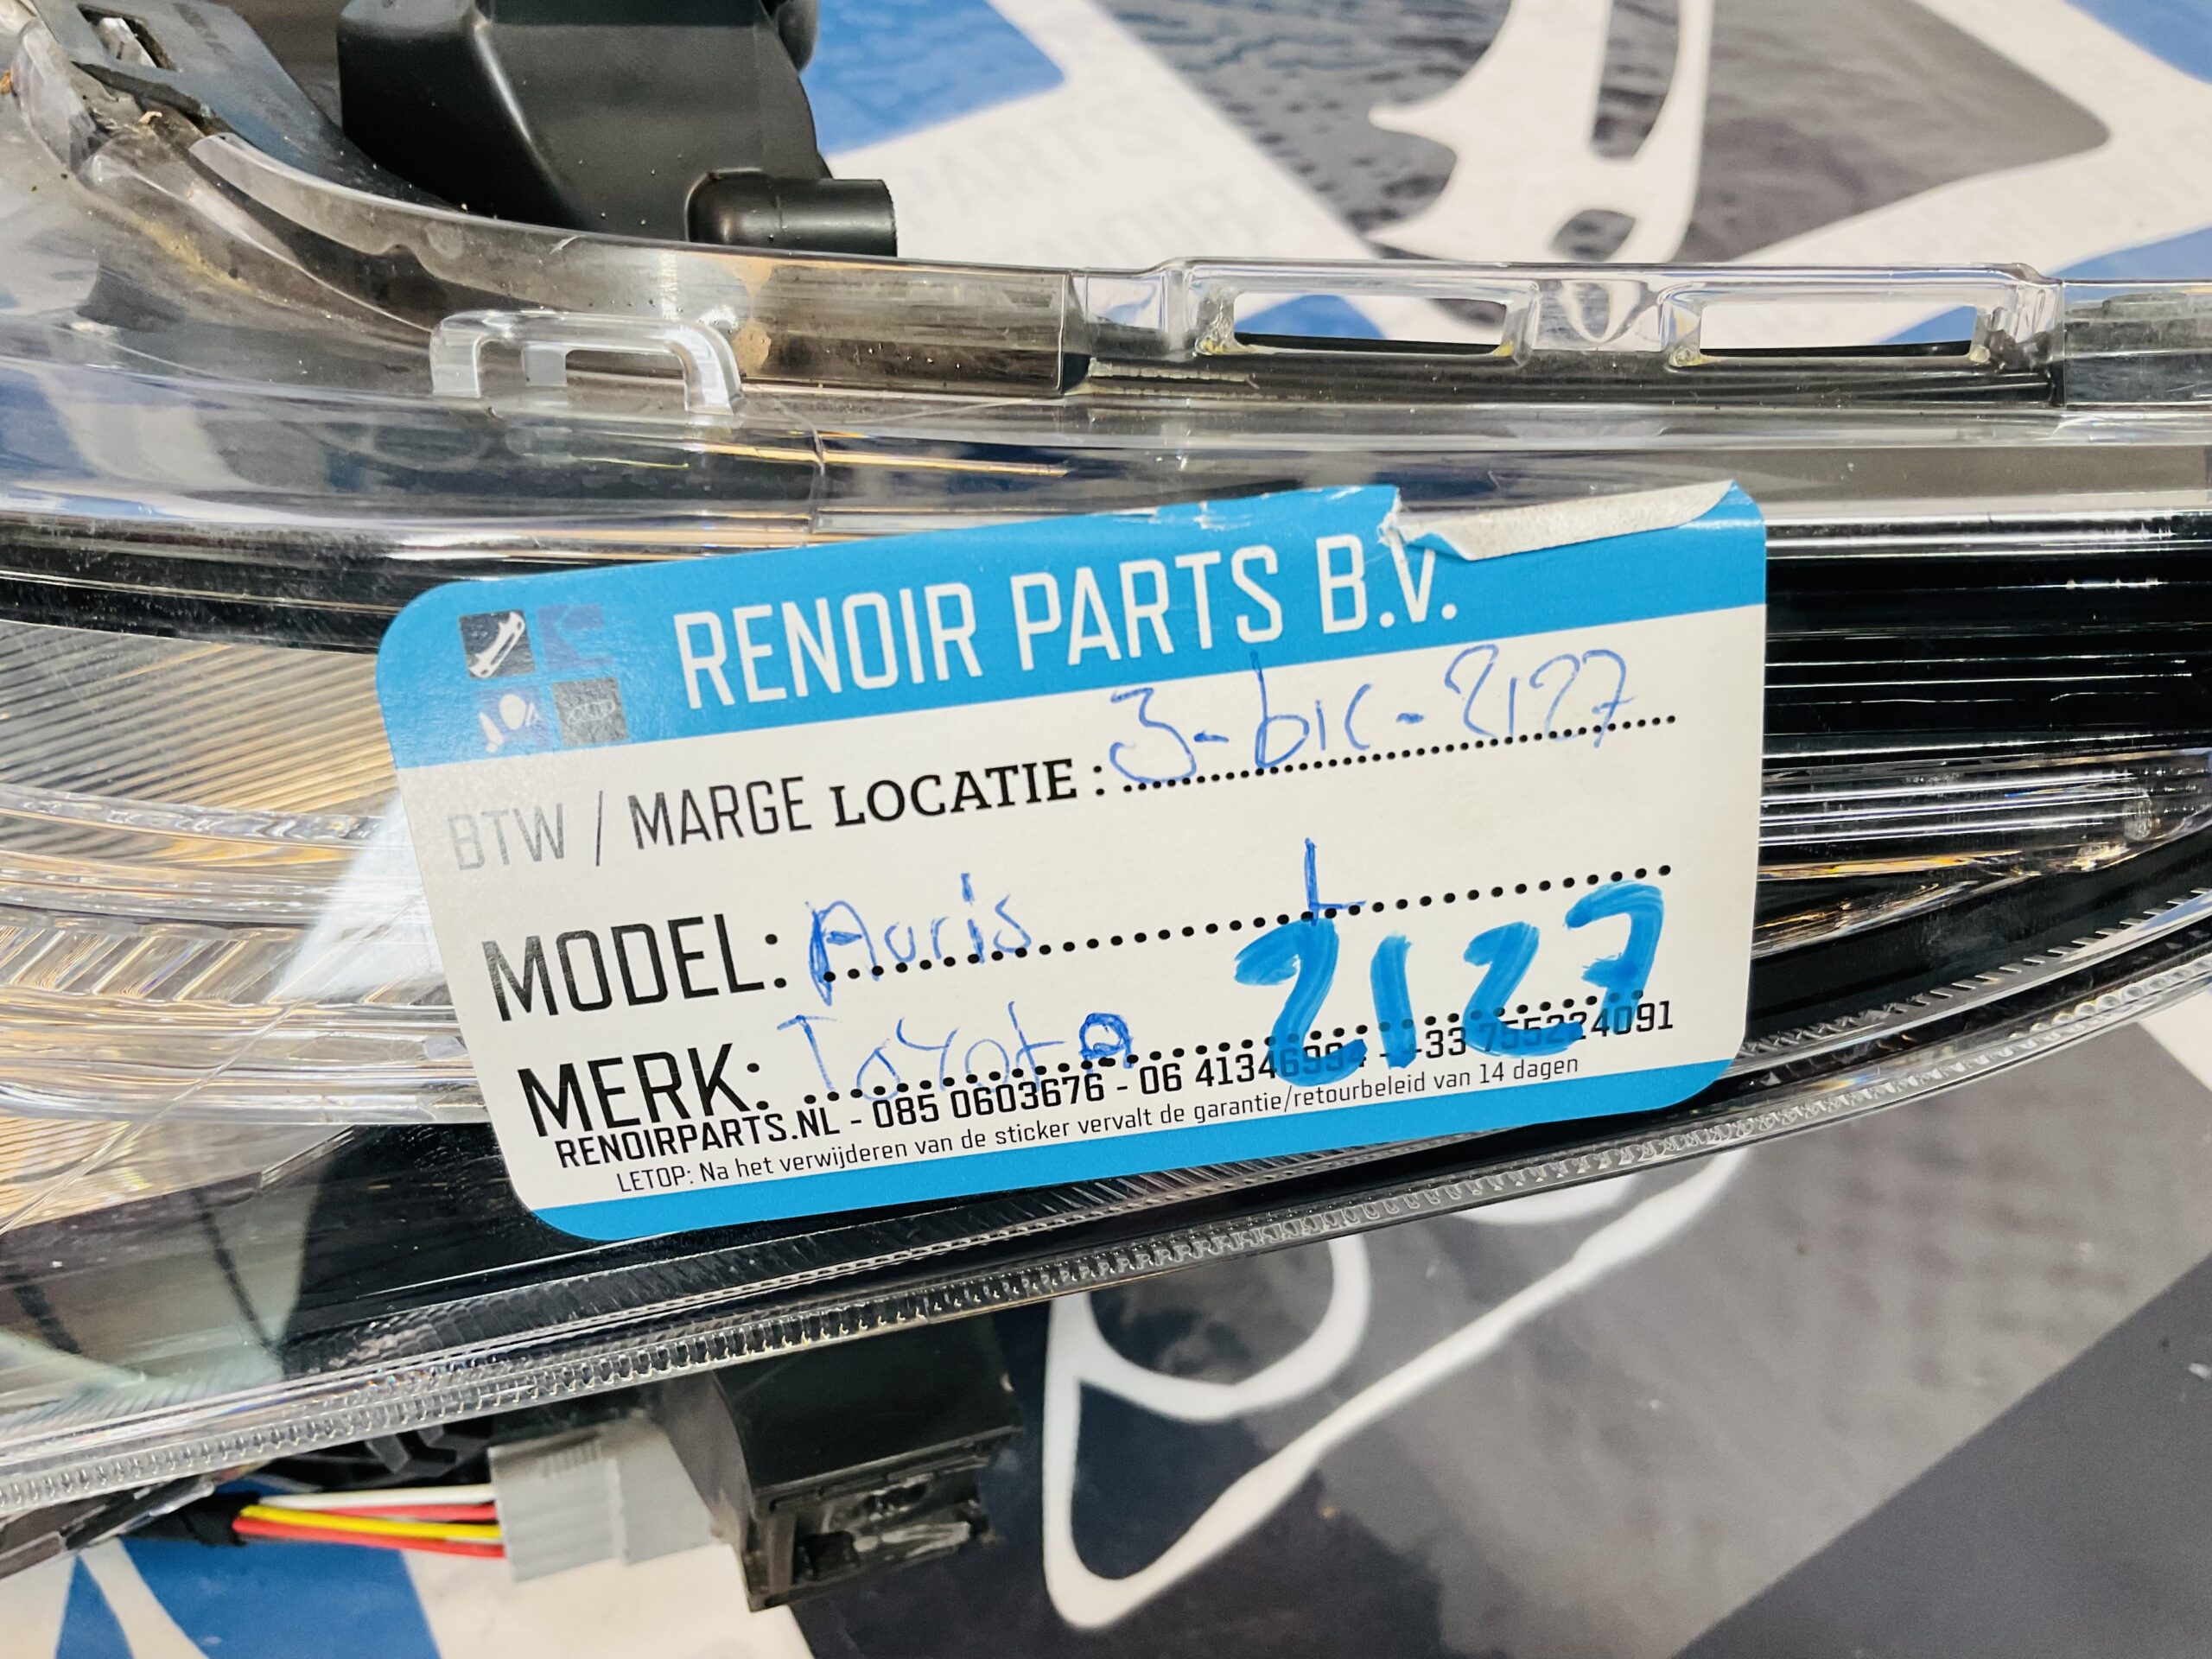 RENOIR PARTS B.V.
BTW / MARGE LOCATIE : 3-bic-2127
MODEL: Auris L
2127
MERK: Toyota
RENOIRPARTS.NL - 085 0603676 - 06 41346994 - +33 755224091
LETOP: Na het verwijderen van de sticker vervalt de garantie/retourbeleid van 14 dagen